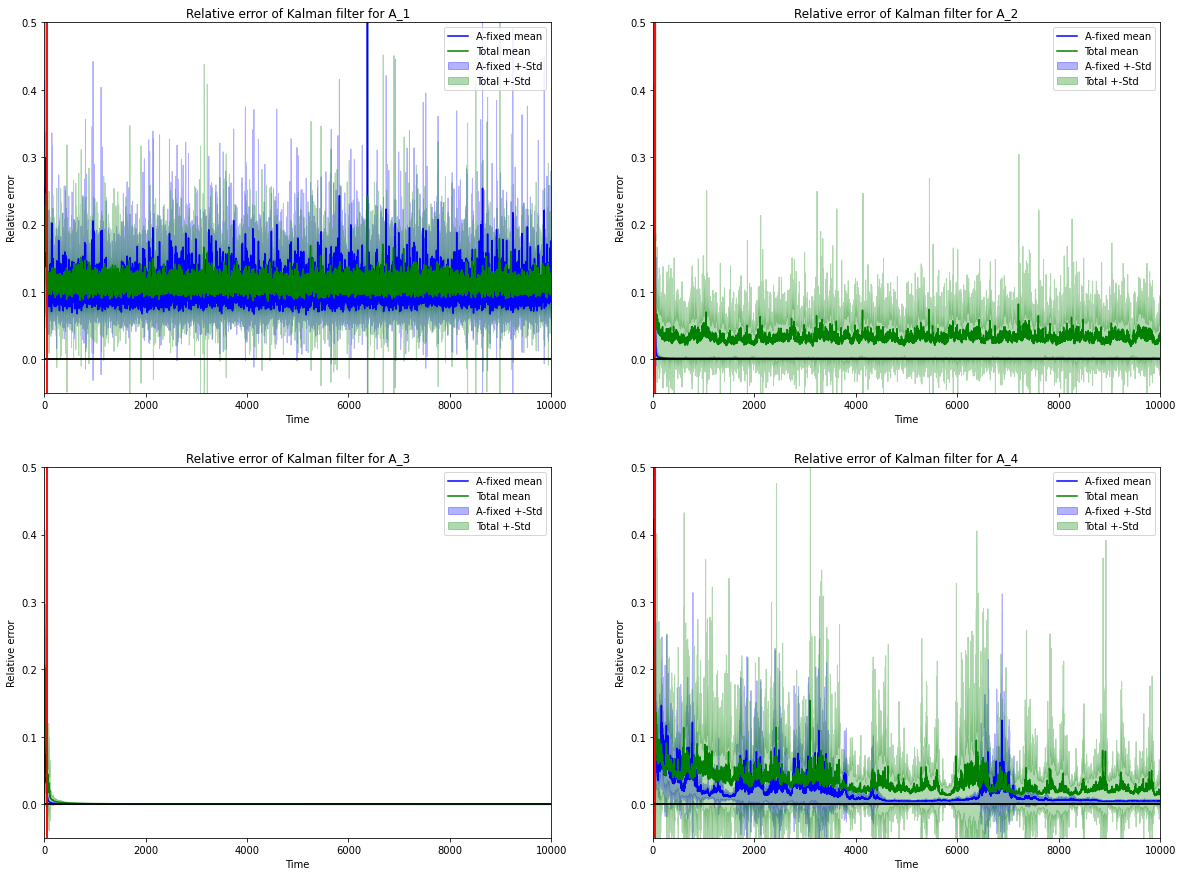 Relative error of Kalman filter for A_1
0.5
0.4
0.3
0.2
0.1
0.0
Relative error
A-fixed mean
Total mean
A-fixed +-Std
Total +-Std
0 2000 4000 6000 8000 10000
Time
Relative error of Kalman filter for A_2
0.5
0.4
0.3
0.2
0.1
0.0
Relative error
A-fixed mean
Total mean
A-fixed +-Std
Total +-Std
0 2000 4000 6000 8000 10000
Time
Relative error of Kalman filter for A_3
0.5
0.4
0.3
0.2
0.1
0.0
Relative error
A-fixed mean
Total mean
A-fixed +-Std
Total +-Std
0 2000 4000 6000 8000 10000
Time
Relative error of Kalman filter for A_4
0.5
0.4
0.3
0.2
0.1
0.0
Relative error
A-fixed mean
Total mean
A-fixed +-Std
Total +-Std
0 2000 4000 6000 8000 10000
Time